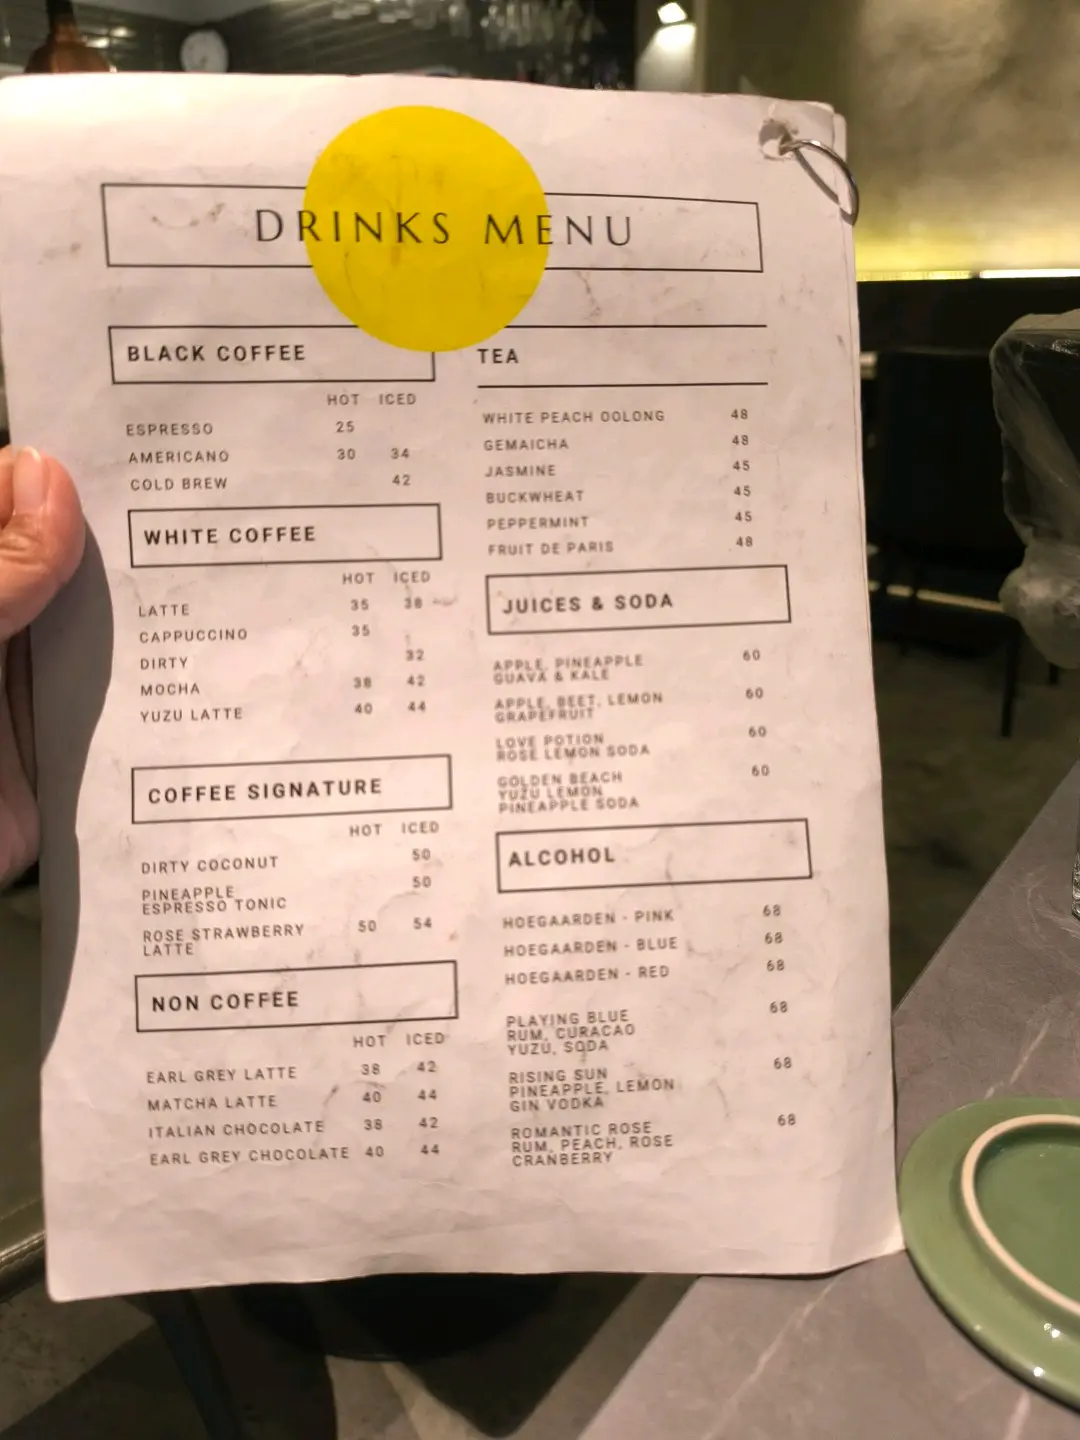 DRINKS MENU
BLACK COFFEE
HOT ICED
ESPRESSO 25
AMERICANO 30 34
COLD BREW 42
WHITE COFFEE
HOT ICED
LATTE 35 38
CAPPUCCINO 35
DIRTY 32
MOCHA 38 42
YUZU LATTE 40 44
COFFEE SIGNATURE
HOT ICED
DIRTY COCONUT 50
PINEAPPLE 50
ESPRESSO TONIC
ROSE STRAWBERRY 50 54
LATTE
NON COFFEE
HOT ICED
EARL GREY LATTE 38 42
MATCHA LATTE 40 44
ITALIAN CHOCOLATE 38 42
EARL GREY CHOCOLATE 40 44
TEA
WHITE PEACH OOLONG 48
GEMAICHA 48
JASMINE 45
BUCKWHEAT 45
PEPPERMINT 45
FRUIT DE PARIS 48
JUICES & SODA
APPLE, PINEAPPLE 60
GUAVA & KALE
APPLE, BEET, LEMON 60
GRAPEFRUIT
LOVE POTION 60
ROSE LEMON SODA
GOLDEN BEACH 60
YUZU LEMON
PINEAPPLE SODA
ALCOHOL
HOEGAARDEN - PINK 68
HOEGAARDEN - BLUE 68
HOEGAARDEN - RED 68
PLAYING BLUE 68
RUM, CURACAO
YUZU, SODA
RISING SUN 68
PINEAPPLE, LEMON
GIN VODKA
ROMANTIC ROSE 68
RUM, PEACH, ROSE
CRANBERRY